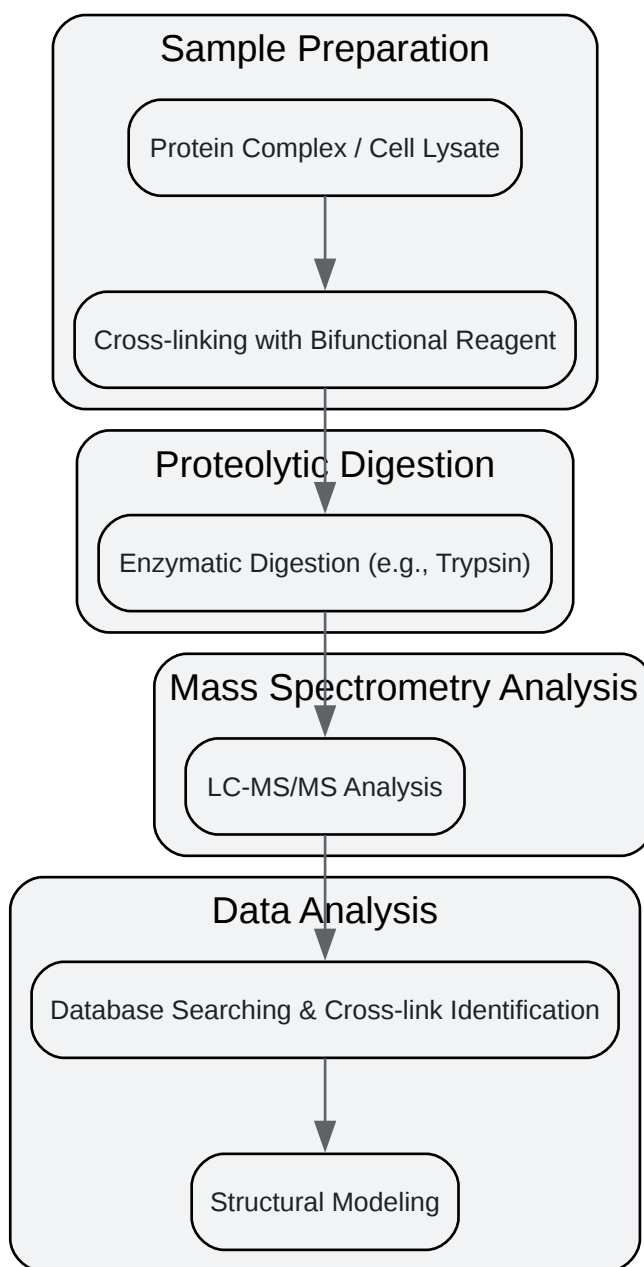 Sample Preparation
Protein Complex / Cell Lysate
Cross-linking with Bifunctional Reagent
Proteolytic Digestion
Enzymatic Digestion (e.g., Trypsin)
Mass Spectrometry Analysis
LC-MS/MS Analysis
Data Analysis
Database Searching & Cross-link Identification
Structural Modeling